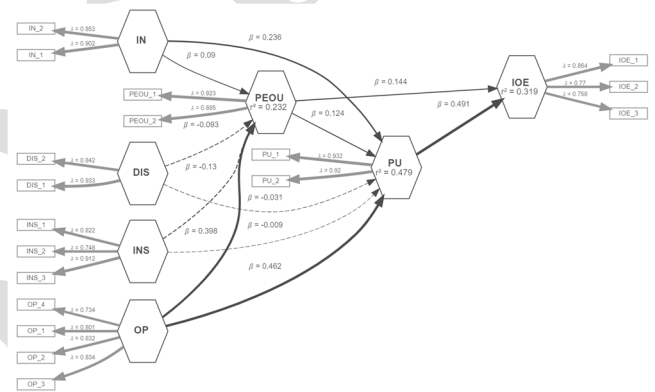 IN_2
λ = 0.853
IN_1
λ = 0.902
IN
β = 0.236
β = 0.09
PEOU_1
λ = 0.923
PEOU_2
λ = 0.885
PEOU
r² = 0.232
β = 0.144
β = 0.124
β = 0.491
IOE
r² = 0.319
λ = 0.864
IOE_1
λ = 0.77
IOE_2
λ = 0.758
IOE_3
β = -0.093
DIS_2
λ = 0.842
DIS_1
λ = 0.933
DIS
β = -0.13
PU_1
λ = 0.932
PU_2
λ = 0.92
PU
r² = 0.479
β = -0.031
β = -0.009
INS_1
λ = 0.822
INS_2
λ = 0.748
INS_3
λ = 0.812
INS
β = 0.398
β = 0.462
OP_4
λ = 0.734
OP_1
λ = 0.801
OP_2
λ = 0.832
OP_3
λ = 0.834
OP